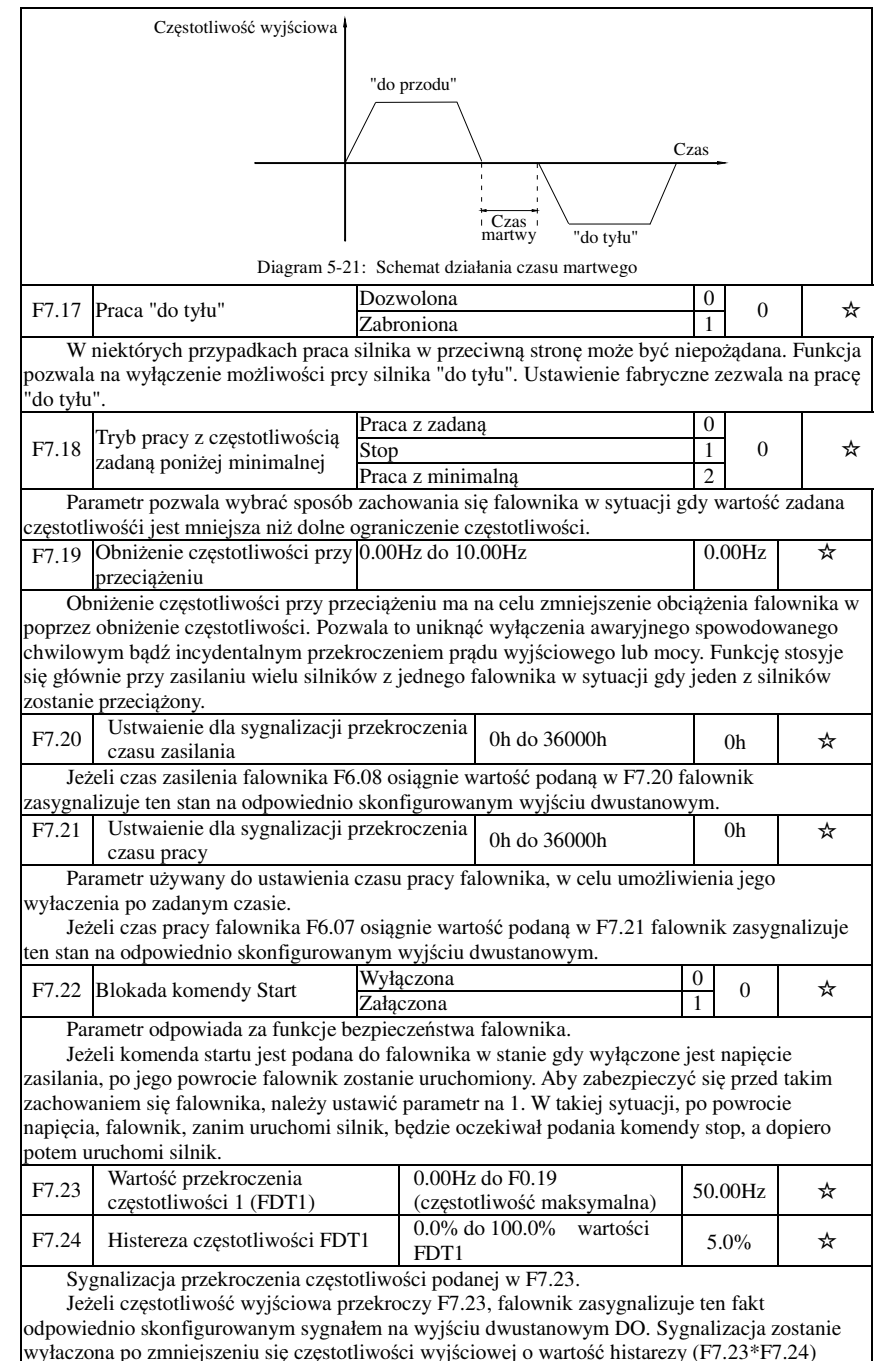 Częstotliwość wyjściowa
"do przodu"
Czas
Czas
martwy
"do tyłu"
Diagram 5-21: Schemat działania czasu martwego
F7.17 Praca "do tyłu" Dozwolona 0 0 ☆
Zabroniona 1
W niektórych przypadkach praca silnika w przeciwną stronę może być niepożądana. Funkcja
pozwala na wyłączenie możliwości prcy silnika "do tyłu". Ustawienie fabryczne zezwala na pracę
"do tyłu".
F7.18 Tryb pracy z częstotliwością zadaną poniżej minimalnej Praca z zadaną 0 0 ☆
Stop 1
Praca z minimalną 2
Parametr pozwala wybrać sposób zachowania się falownika w sytuacji gdy wartość zadana
częstotliwośći jest mniejsza niż dolne ograniczenie częstotliwości.
F7.19 Obniżenie częstotliwości przy 0.00Hz do 10.00Hz 0.00Hz ☆
przeciążeniu
Obniżenie częstotliwości przy przeciążeniu ma na celu zmniejszenie obciążenia falownika w
poprzez obniżenie częstotliwości. Pozwala to uniknąć wyłączenia awaryjnego spowodowanego
chwilowym bądź incydentalnym przekroczeniem prądu wyjściowego lub mocy. Funkcję stosyje
się głównie przy zasilaniu wielu silników z jednego falownika w sytuacji gdy jeden z silników
zostanie przeciążony.
F7.20 Ustwaienie dla sygnalizacji przekroczenia 0h do 36000h 0h ☆
czasu zasilania
Jeżeli czas zasilenia falownika F6.08 osiągnie wartość podaną w F7.20 falownik
zasygnalizuje ten stan na odpowiednio skonfigurowanym wyjściu dwustanowym.
F7.21 Ustwaienie dla sygnalizacji przekroczenia 0h do 36000h 0h ☆
czasu pracy
Parametr używany do ustawienia czasu pracy falownika, w celu umożliwienia jego
wyłaczenia po zadanym czasie.
Jeżeli czas pracy falownika F6.07 osiągnie wartość podaną w F7.21 falownik zasygnalizuje
ten stan na odpowiednio skonfigurowanym wyjściu dwustanowym.
F7.22 Blokada komendy Start Wyłączona 0 0 ☆
Załączona 1
Parametr odpowiada za funkcje bezpieczeństwa falownika.
Jeżeli komenda startu jest podana do falownika w stanie gdy wyłączone jest napięcie
zasilania, po jego powrocie falownik zostanie uruchomiony. Aby zabezpieczyć się przed takim
zachowaniem się falownika, należy ustawić parametr na 1. W takiej sytuacji, po powrocie
napięcia, falownik, zanim uruchomi silnik, będzie oczekiwał podania komendy stop, a dopiero
potem uruchomi silnik.
F7.23 Wartość przekroczenia 0.00Hz do F0.19 50.00Hz ☆
częstotliwości 1 (FDT1) (częstotliwość maksymalna)
F7.24 Histereza częstotliwości FDT1 0.0% do 100.0% wartości 5.0% ☆
FDT1
Sygnalizacja przekroczenia częstotliwości podanej w F7.23.
Jeżeli częstotliwość wyjściowa przekroczy F7.23, falownik zasygnalizuje ten fakt
odpowiednio skonfigurowanym sygnałem na wyjściu dwustanowym DO. Sygnalizacja zostanie
wyłaczona po zmniejszeniu się częstotliwości wyjściowej o wartość histarezy (F7.23*F7.24)